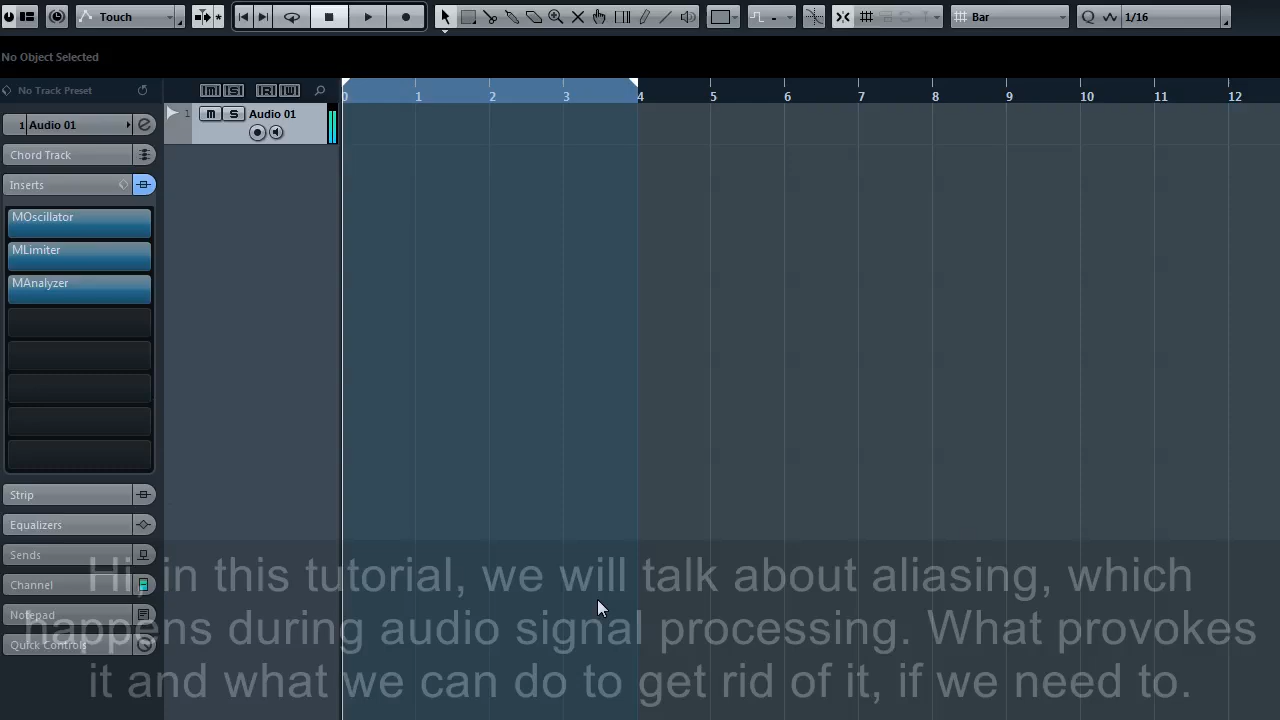 Touch
-
Bar
1/16
No Object Selected
No Track Preset
M S R W
0 1 2 3 4 5 6 7 8 9 10 11 12
1 Audio 01
1 m S Audio 01
Chord Track
Inserts
MOscillator
MLimiter
MAnalyzer
Strip
Equalizers
Sends
Channel
Notepad
Quick Controls
Hi, in this tutorial, we will talk about aliasing, which
happens during audio signal processing. What provokes
it and what we can do to get rid of it, if we need to.